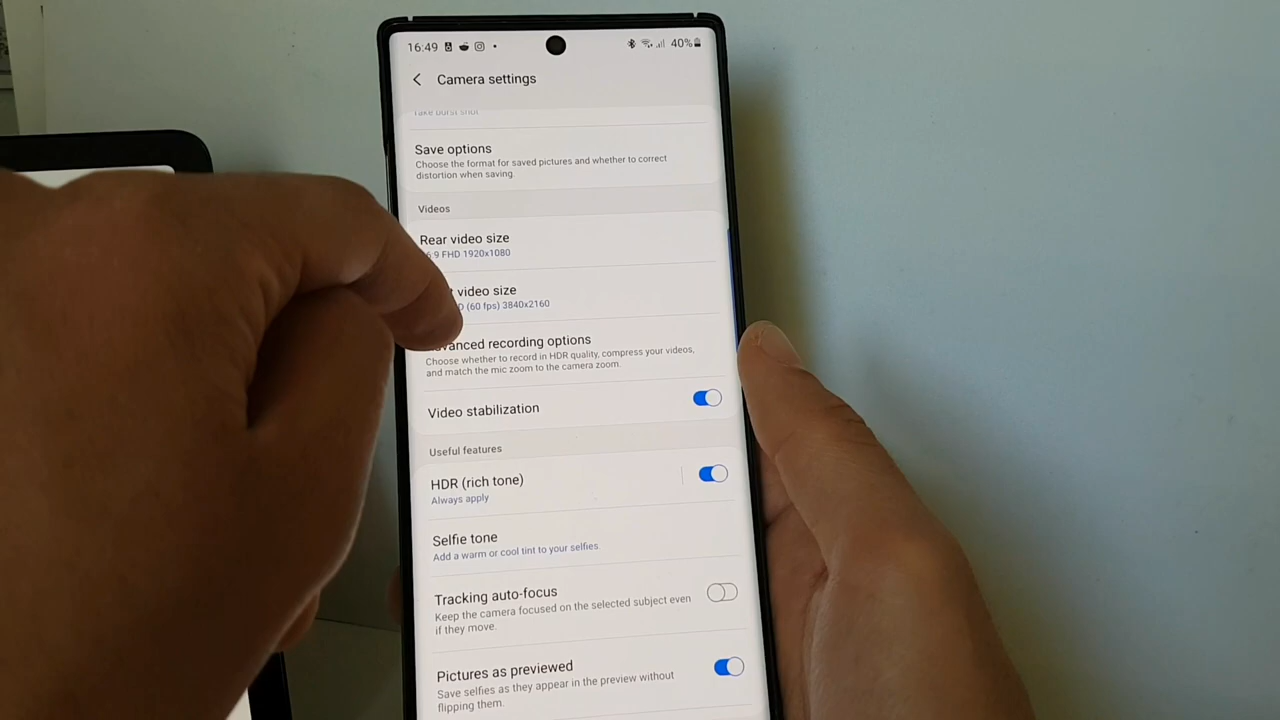 16:49
40%
Camera settings
Take burst shot
Save options
Choose the format for saved pictures and whether to correct
distortion when saving.
Videos
Rear video size
6:9 FHD 1920x1080
video size
(60 fps) 3840x2160
vanced recording options
Choose whether to record in HDR quality, compress your videos,
and match the mic zoom to the camera zoom.
Video stabilization
Useful features
HDR (rich tone)
Always apply
Selfie tone
Add a warm or cool tint to your selfies.
Tracking auto-focus
Keep the camera focused on the selected subject even
if they move.
Pictures as previewed
Save selfies as they appear in the preview without
flipping them.